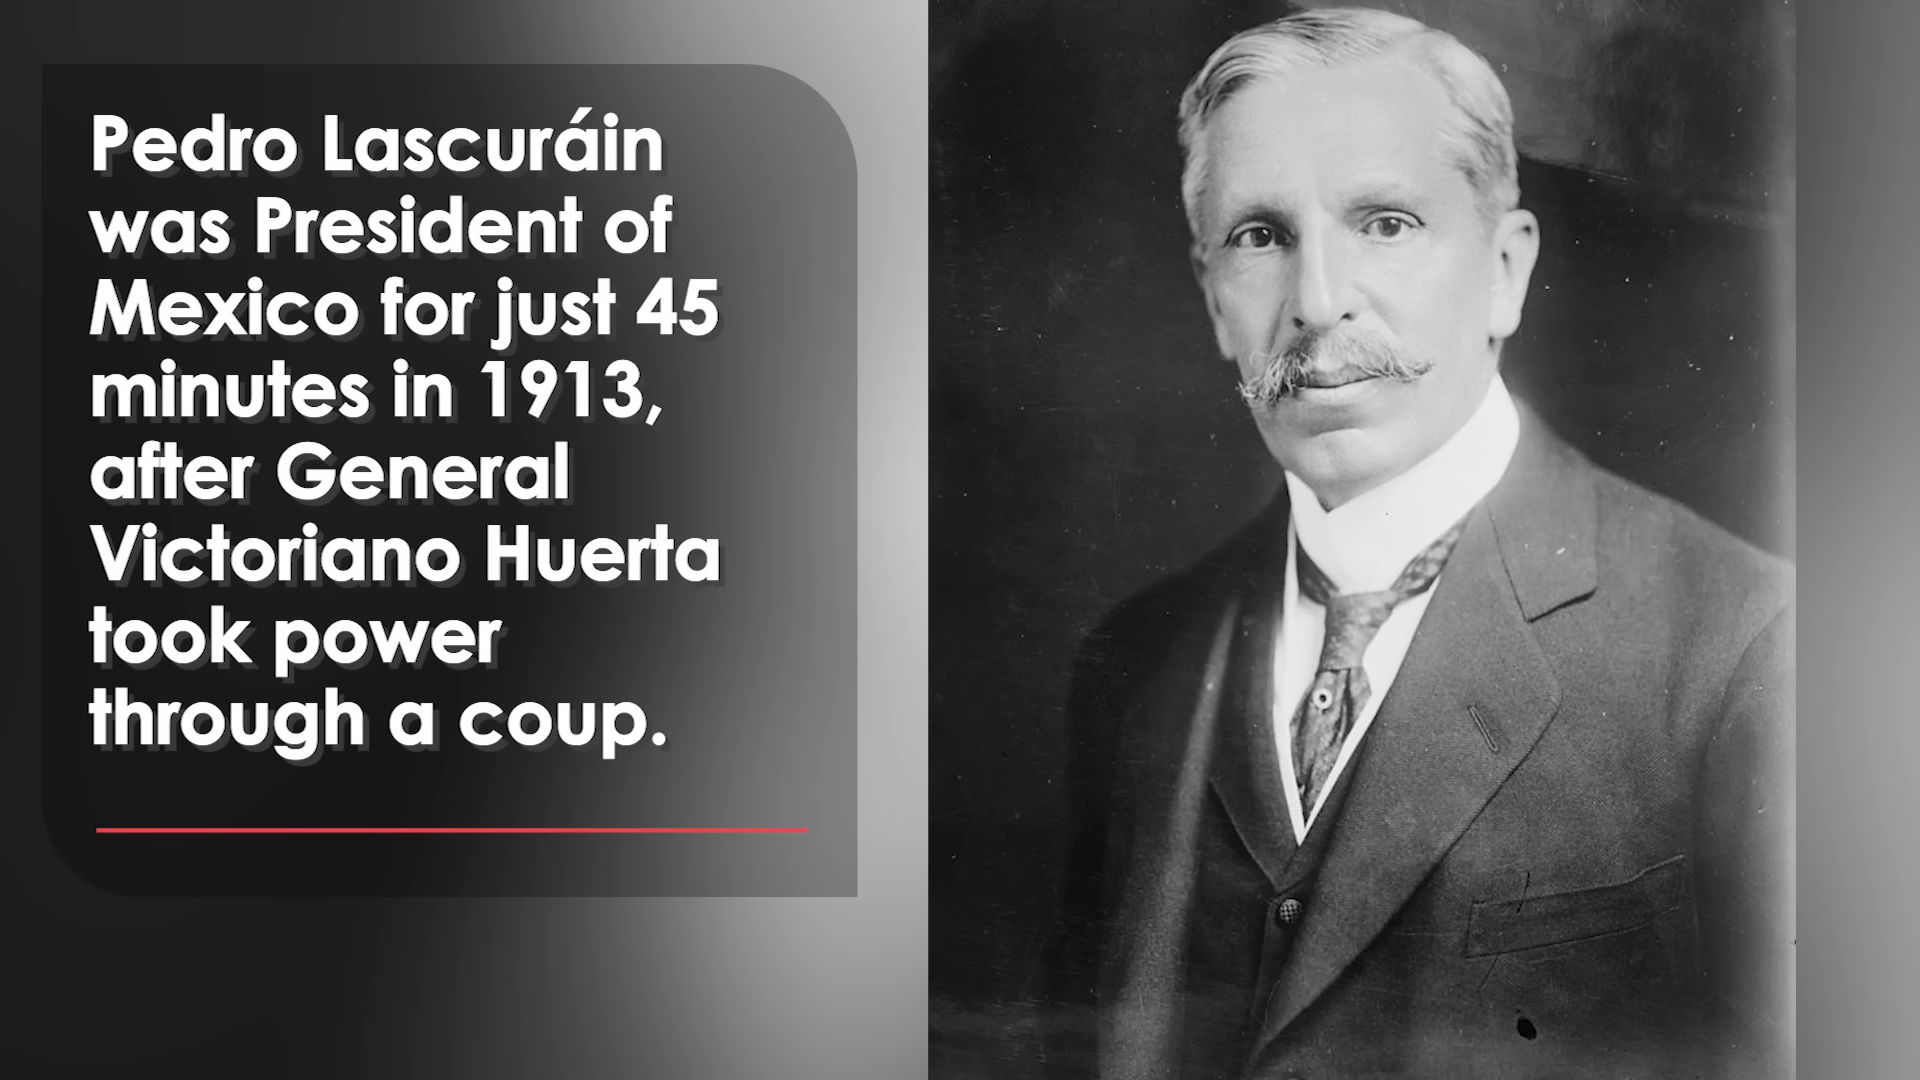 Pedro Lascuráin
was President of
Mexico for just 45
minutes in 1913,
after General
Victoriano Huerta
took power
through a coup.